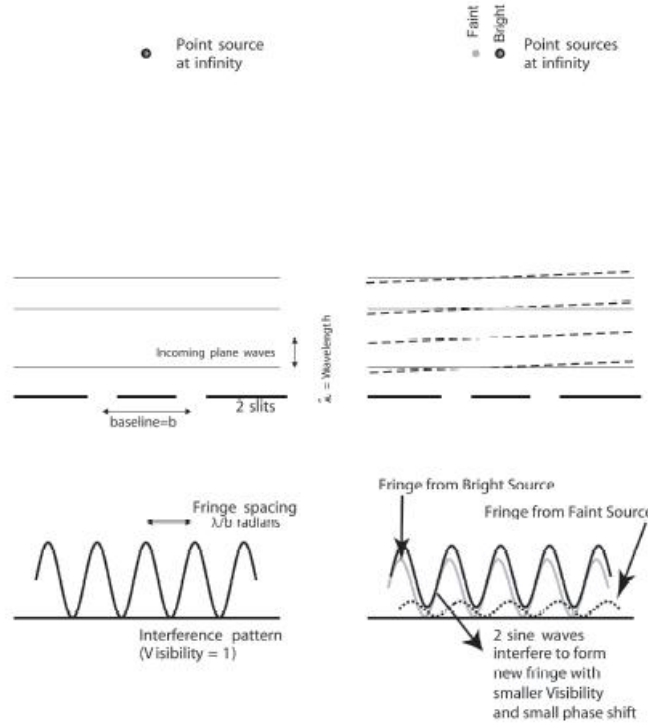 Point source
at infinity
Faint
Bright
Point sources
at infinity
Incoming plane waves
= Wavelength
baseline=b
2 slits
Fringe spacing
λ/b radians
Interference pattern
(Visibility = 1)
Fringe from Bright Source
Fringe from Faint Source
2 sine waves
interfere to form
new fringe with
smaller Visibility
and small phase shift